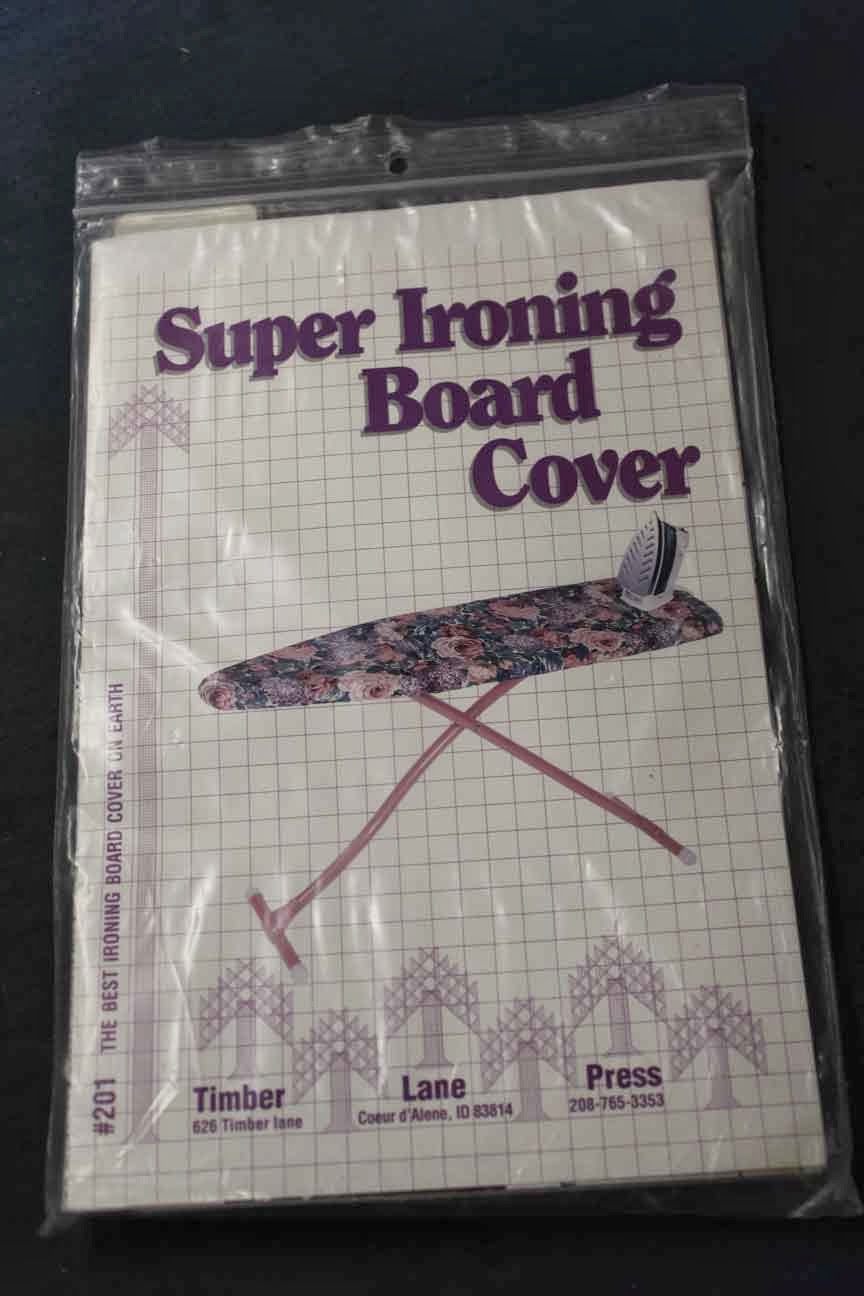 Super Ironing
Board
Cover
#201 THE BEST IRONING BOARD COVER ON EARTH
Timber Lane Press
626 Timber lane Coeur d'Alene, ID 83814 208-765-3353